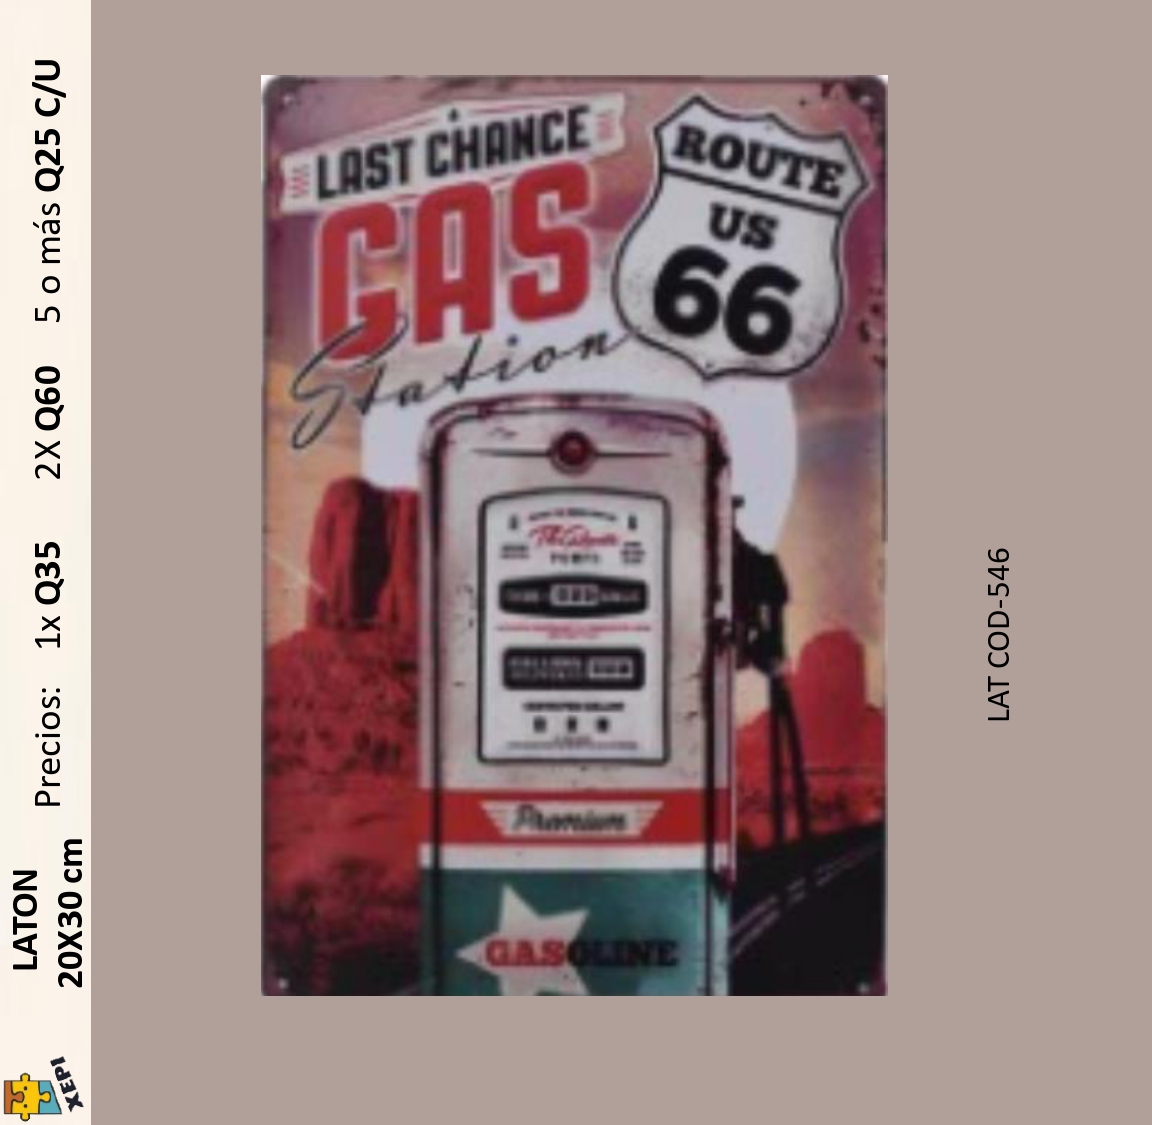 LATON
20X30 cm
Precios: 1x Q35 2X Q60 5 o más Q25 C/U
XEPI
LAST CHANCE
GAS
Station
ROUTE
US
66
Premium
GASOLINE
LAT COD-546